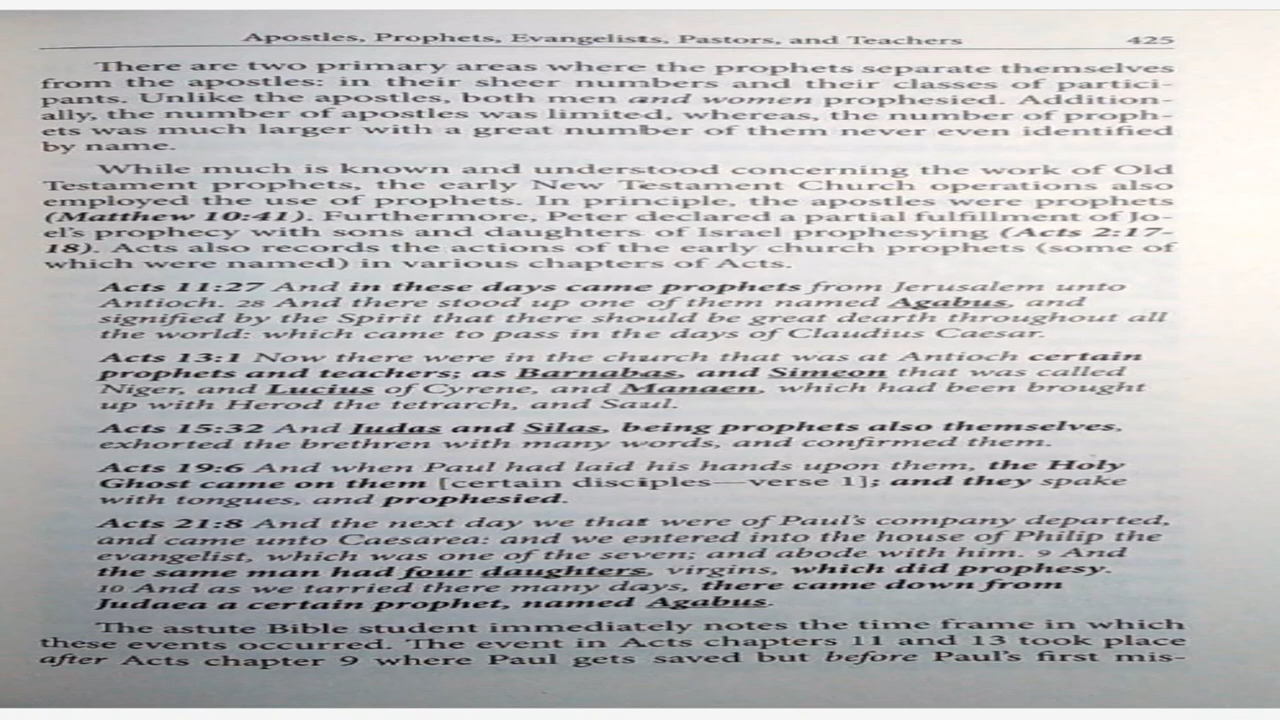 Apostles, Prophets, Evangelists, Pastors, and Teachers 425
There are two primary areas where the prophets separate themselves
from the apostles: in their sheer numbers and their classes of partici-
pants. Unlike the apostles, both men and women prophesied. Addition-
ally, the number of apostles was limited, whereas, the number of proph-
ets was much larger with a great number of them never even identified
by name.
While much is known and understood concerning the work of Old
Testament prophets, the early New Testament Church operations also
employed the use of prophets. In principle, the apostles were prophets
(Matthew 10:41). Furthermore, Peter declared a partial fulfillment of Jo-
el's prophecy with sons and daughters of Israel prophesying (Acts 2:17-
18). Acts also records the actions of the early church prophets (some of
which were named) in various chapters of Acts.
Acts 11:27 And in these days came prophets from Jerusalem unto
Antioch. 28 And there stood up one of them named Agabus, and
signified by the Spirit that there should be great dearth throughout all
the world: which came to pass in the days of Claudius Caesar.
Acts 13:1 Now there were in the church that was at Antioch certain
prophets and teachers; as Barnabas, and Simeon that was called
Niger, and Lucius of Cyrene, and Manaen, which had been brought
up with Herod the tetrarch, and Saul.
Acts 15:32 And Judas and Silas, being prophets also themselves,
exhorted the brethren with many words, and confirmed them.
Acts 19:6 And when Paul had laid his hands upon them, the Holy
Ghost came on them [certain disciples—verse 1]; and they spake
with tongues, and prophesied.
Acts 21:8 And the next day we that were of Paul's company departed,
and came unto Caesarea: and we entered into the house of Philip the
evangelist, which was one of the seven; and abode with him. 9 And
the same man had four daughters, virgins, which did prophesy.
10 And as we tarried there many days, there came down from
Judaea a certain prophet, named Agabus.
The astute Bible student immediately notes the time frame in which
these events occurred. The event in Acts chapters 11 and 13 took place
after Acts chapter 9 where Paul gets saved but before Paul's first mis-